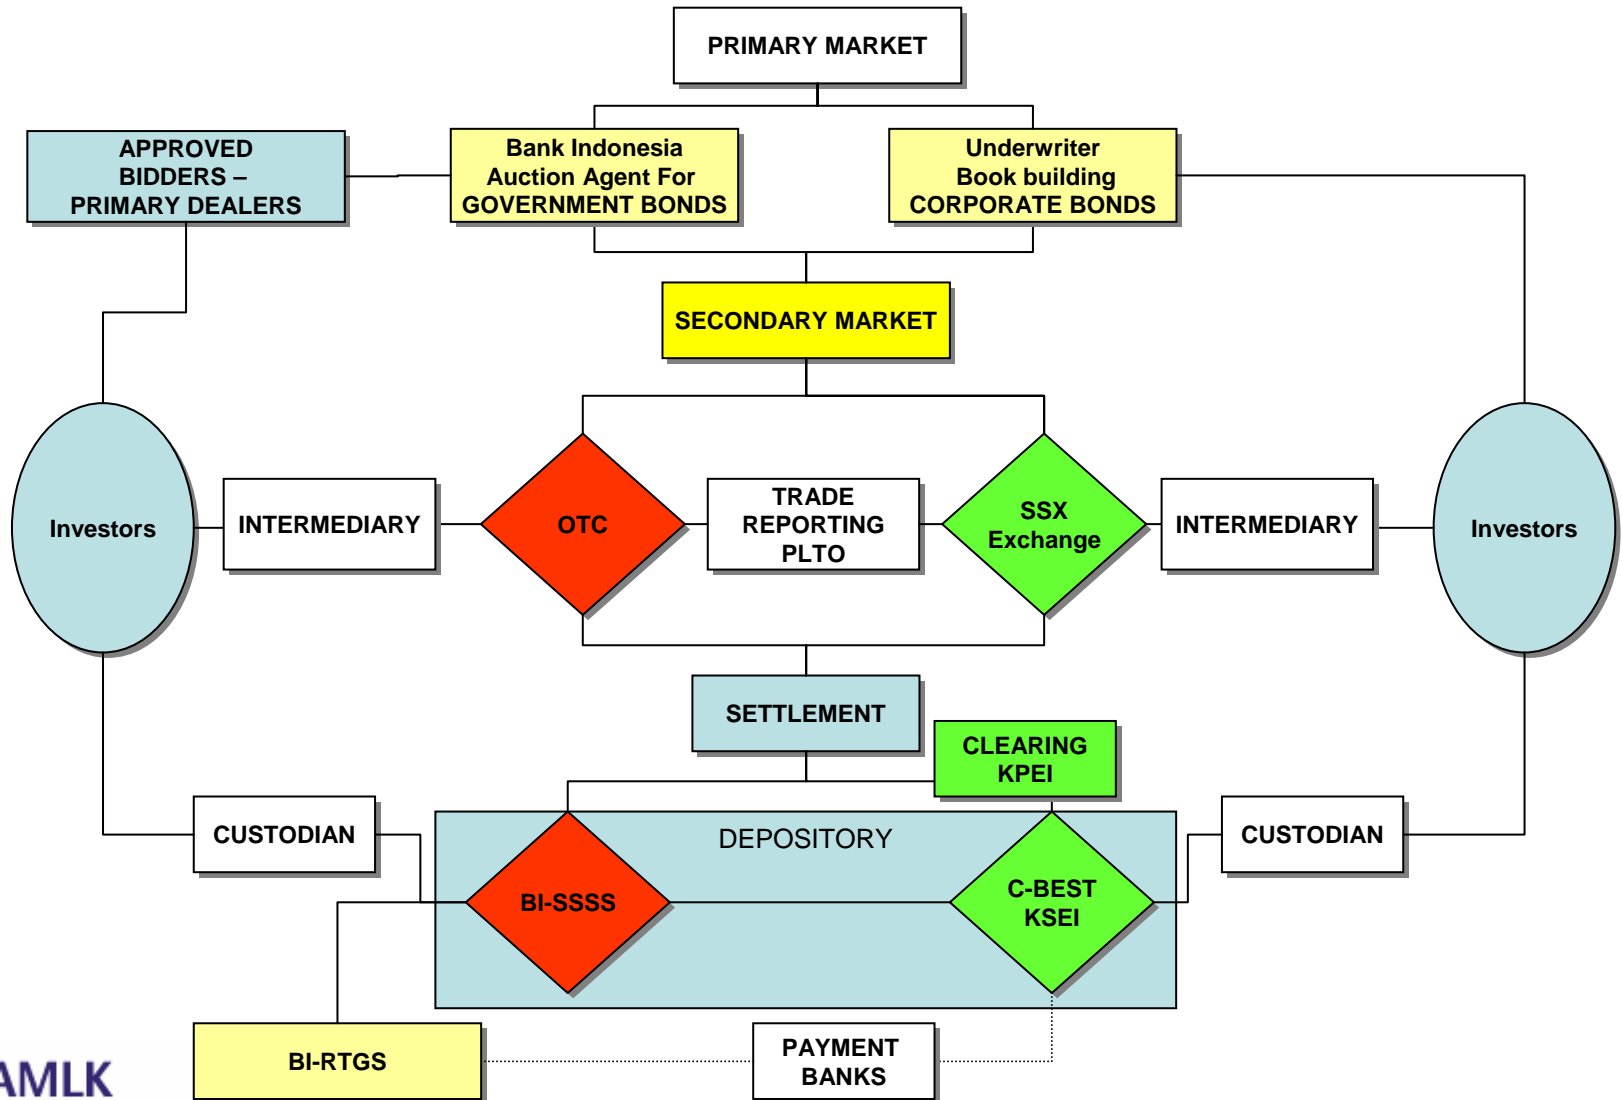 PRIMARY MARKET
APPROVED
BIDDERS –
PRIMARY DEALERS
Bank Indonesia
Auction Agent For
GOVERNMENT BONDS
Underwriter
Book building
CORPORATE BONDS
SECONDARY MARKET
Investors
INTERMEDIARY
OTC
TRADE
REPORTING
PLTO
SSX
Exchange
INTERMEDIARY
Investors
SETTLEMENT
CLEARING
KPEI
CUSTODIAN
DEPOSITORY
CUSTODIAN
BI-SSSS
C-BEST
KSEI
BI-RTGS
PAYMENT
BANKS
AMLK